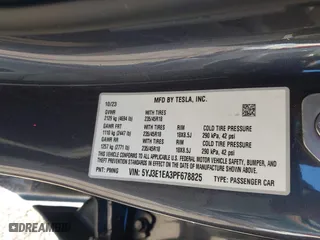 MFD BY TESLA, INC.
10/23
GVWR
2129 kg (4694 LB)
WITH TIRES
235/45R18
GAWR FRT
1110 kg (2447 LB)
WITH TIRES
235/45R18
RIM
18X8.5J
COLD TIRE PRESSURE
290 kPa, 42 psi
GAWR RR
1257 kg (2771 LB)
WITH TIRES
235/45R18
RIM
18X8.5J
COLD TIRE PRESSURE
290 kPa, 42 psi
THIS VEHICLE CONFORMS TO ALL APPLICABLE U.S. FEDERAL MOTOR VEHICLE SAFETY, BUMPER, AND
THEFT PREVENTION STANDARDS IN EFFECT ON THE DATE OF MANUFACTURE SHOWN ABOVE.
PNT: PMNG
VIN: 5YJ3E1EA3PF678825
TYPE: PASSENGER CAR
DREAMRIDE